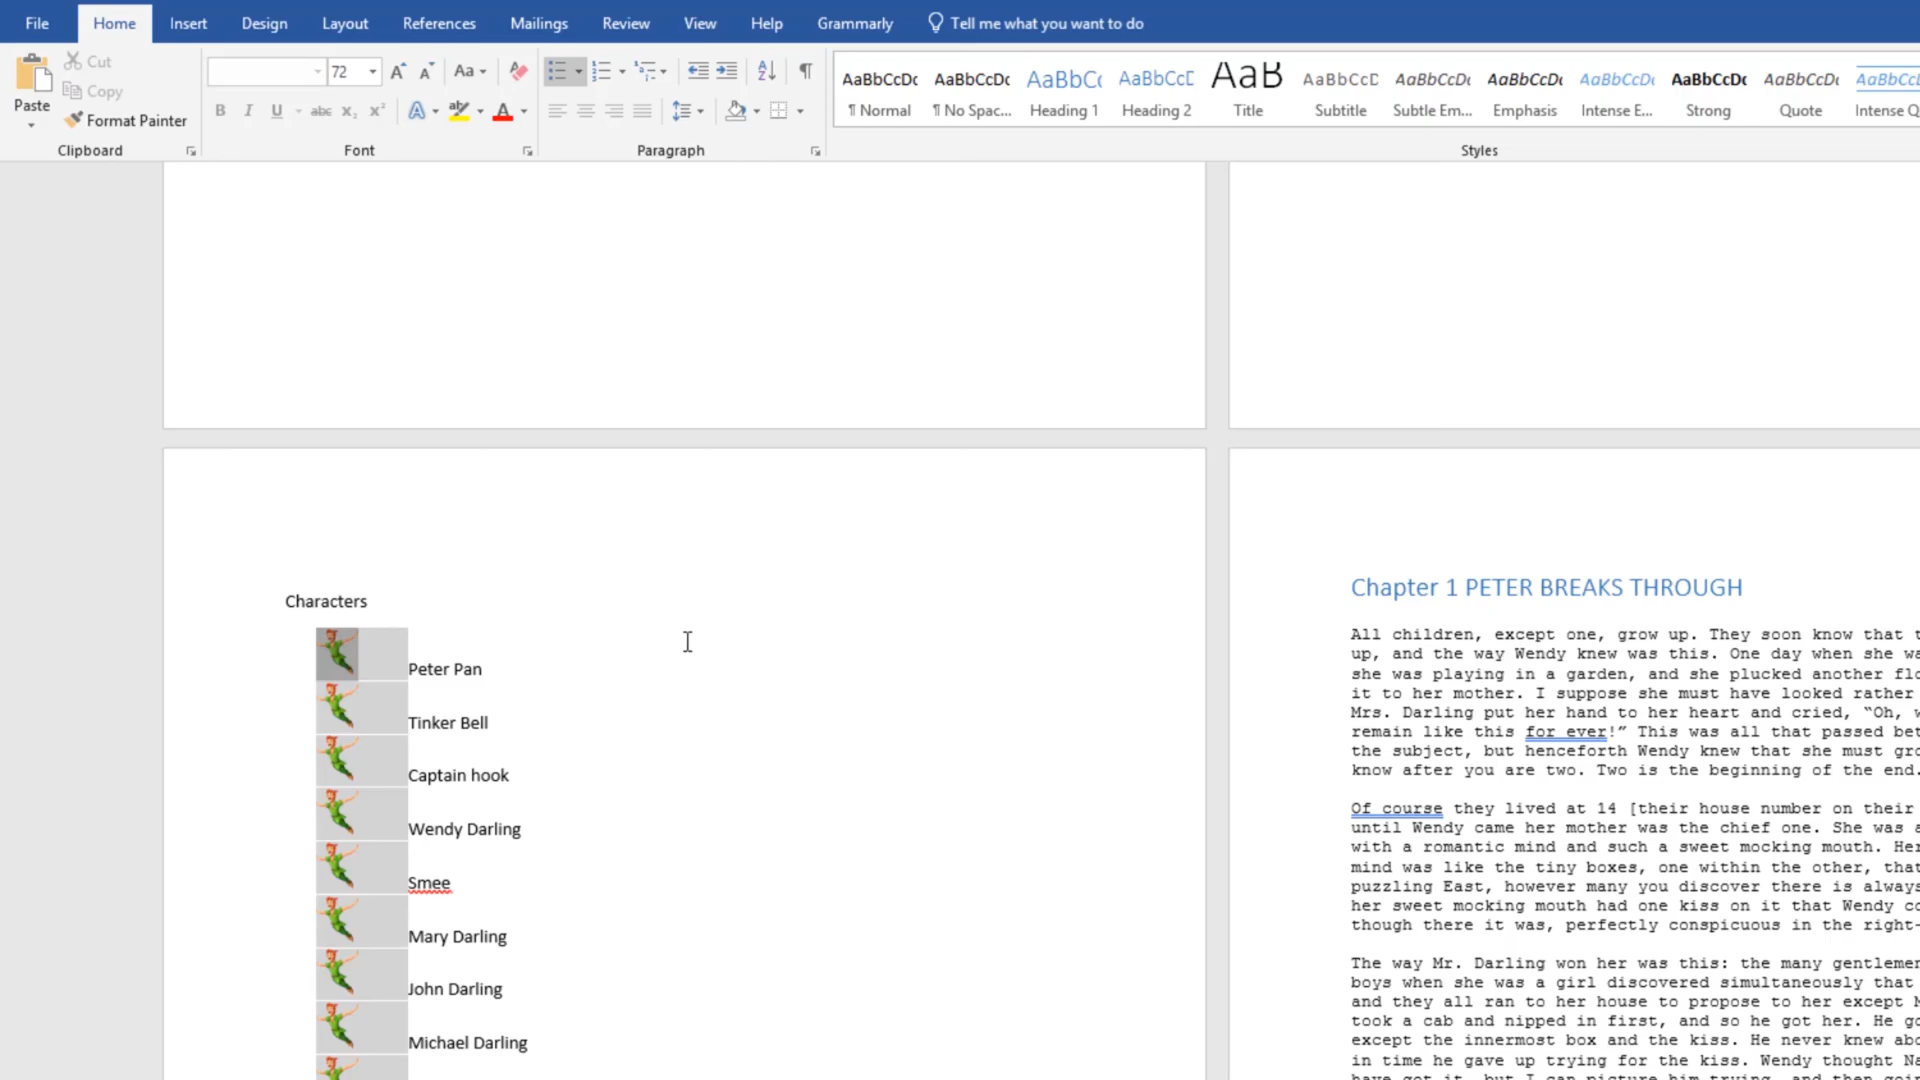 File Home Insert Design Layout References Mailings Review View Help Grammarly Tell me what you want to do
Paste
Cut
Copy
Format Painter
Clipboard
72
Aa
B I U abc x₂ x² A A
Font
Paragraph
AaBbCcDc AaBbCcDc AaBbC AaBbCcD AaB AaBbCcD AaBbCcDc AaBbCcDc AaBbCcDc AaBbCcDc AaBbCcDc AaBbCcD
¶ Normal ¶ No Spac... Heading 1 Heading 2 Title Subtitle Subtle Em... Emphasis Intense E... Strong Quote Intense Q
Styles
Characters
Peter Pan
Tinker Bell
Captain hook
Wendy Darling
Smee
Mary Darling
John Darling
Michael Darling
Chapter 1 PETER BREAKS THROUGH
All children, except one, grow up. They soon know that
up, and the way Wendy knew was this. One day when she
she was playing in a garden, and she plucked another
it to her mother. I suppose she must have looked rather
Mrs. Darling put her hand to her heart and cried, “Oh,
remain like this for ever!” This was all that passed
the subject, but henceforth Wendy knew that she must
know after you are two. Two is the beginning of the end.
Of course they lived at 14 [their house number on their
until Wendy came her mother was the chief one. She was
with a romantic mind and such a sweet mocking mouth. Her
mind was like the tiny boxes, one within the other,
puzzling East, however many you discover there is always
her sweet mocking mouth had one kiss on it that Wendy
though there it was, perfectly conspicuous in the right-
The way Mr. Darling won her was this: the many gentlemen
boys when she was a girl discovered simultaneously that
and they all ran to her house to propose to her except
took a cab and nipped in first, and so he got her. He
except the innermost box and the kiss. He never knew
in time he gave up trying for the kiss. Wendy thought